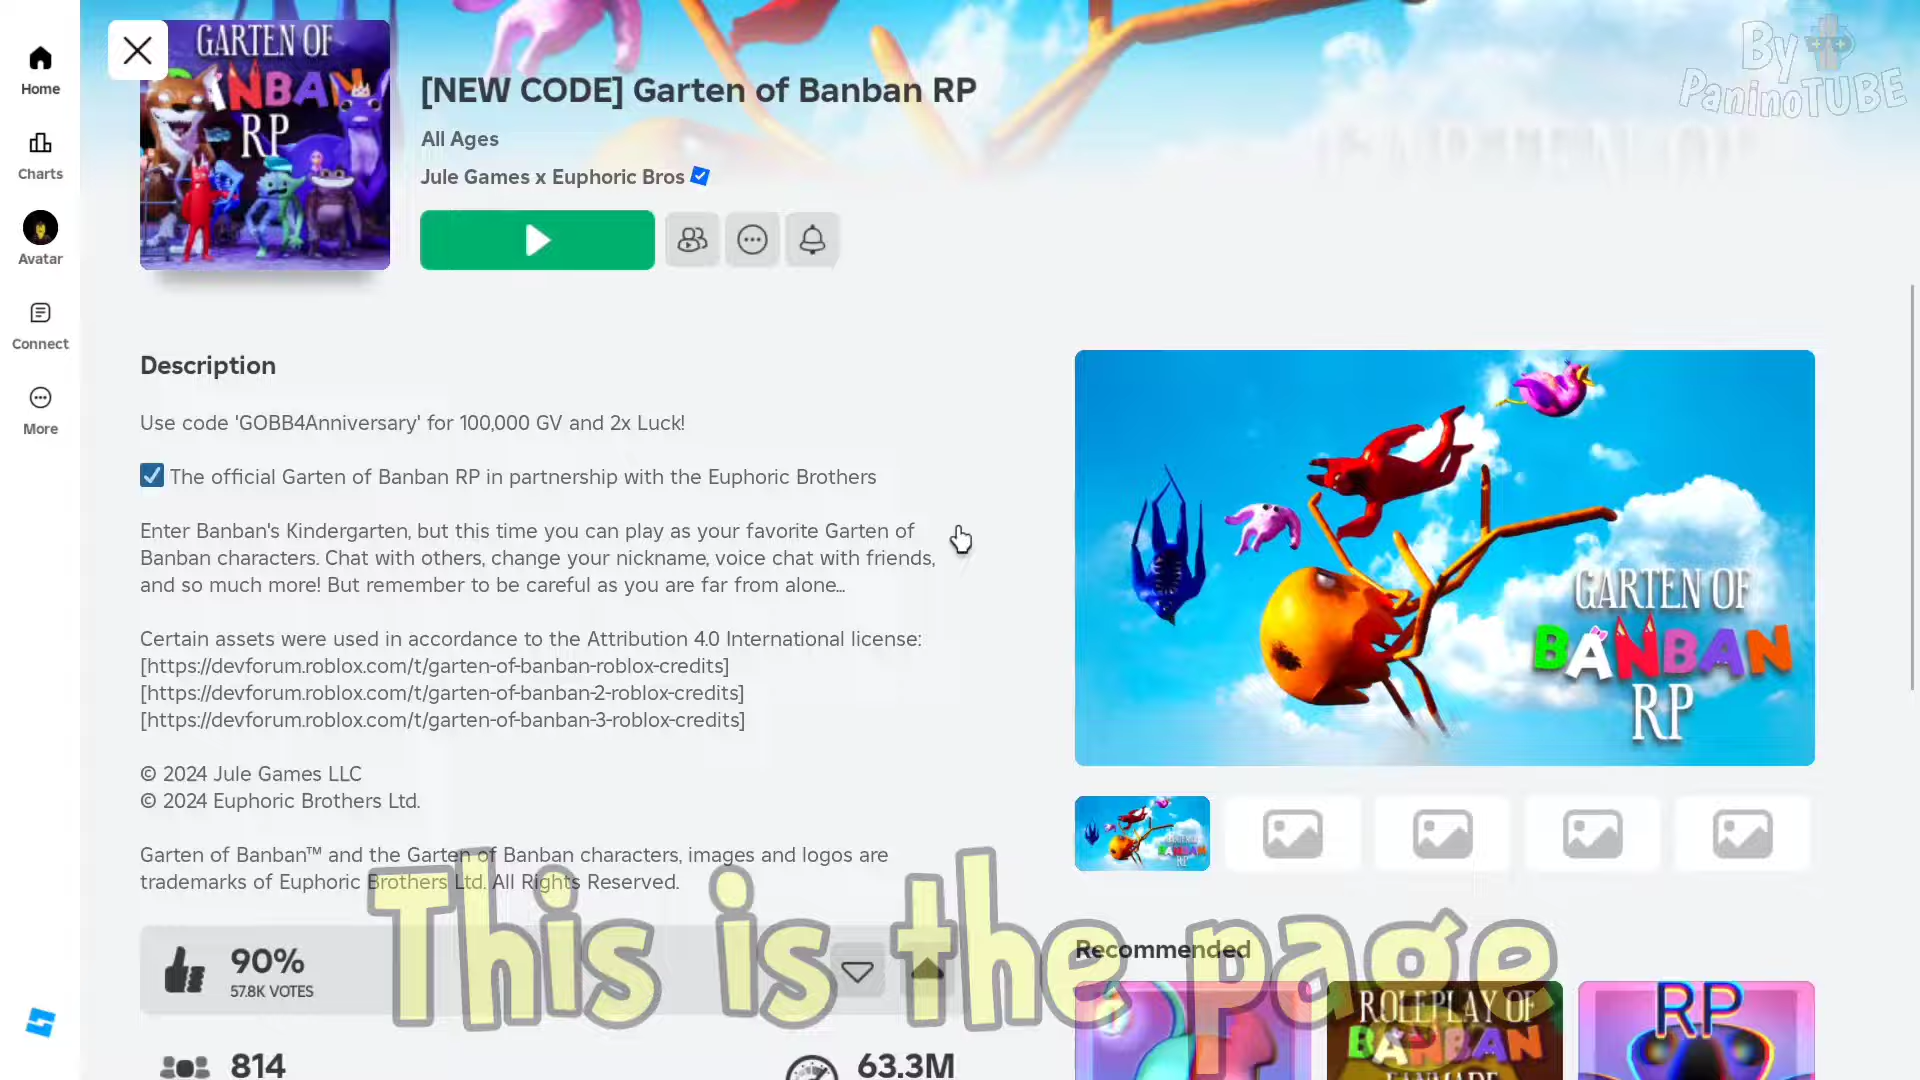 Home
Charts
Avatar
Connect
More
GARTEN OF
BANBAN
RP
[NEW CODE] Garten of Banban RP
All Ages
Jule Games x Euphoric Bros
By
PaninoTUBE
GARTEN OF
Description
Use code 'GOBB4Anniversary' for 100,000 GV and 2x Luck!
The official Garten of Banban RP in partnership with the Euphoric Brothers
Enter Banban's Kindergarten, but this time you can play as your favorite Garten of
Banban characters. Chat with others, change your nickname, voice chat with friends,
and so much more! But remember to be careful as you are far from alone...
Certain assets were used in accordance to the Attribution 4.0 International license:
[https://devforum.roblox.com/t/garten-of-banban-roblox-credits]
[https://devforum.roblox.com/t/garten-of-banban-2-roblox-credits]
[https://devforum.roblox.com/t/garten-of-banban-3-roblox-credits]
© 2024 Jule Games LLC
© 2024 Euphoric Brothers Ltd.
Garten of Banban™ and the Garten of Banban characters, images and logos are
trademarks of Euphoric Brothers Ltd. All Rights Reserved.
GARTEN OF
BANBAN
RP
BANBAN
RP
90%
57.8K VOTES
This is the page
Recommended
814
63.3M
ROLEPLAY OF
BANBAN
FANMADE
RP